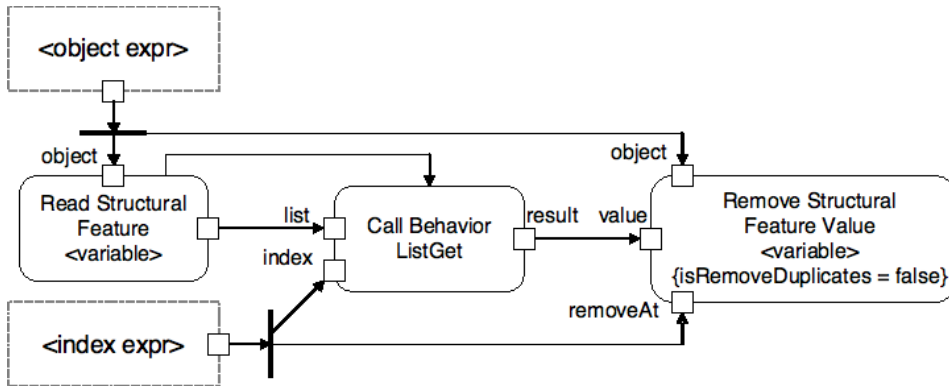 <object expr>
object
object
Read Structural
Feature
<variable>
list
index
Call Behavior
ListGet
result
value
Remove Structural
Feature Value
<variable>
{isRemoveDuplicates = false}
removeAt
<index expr>